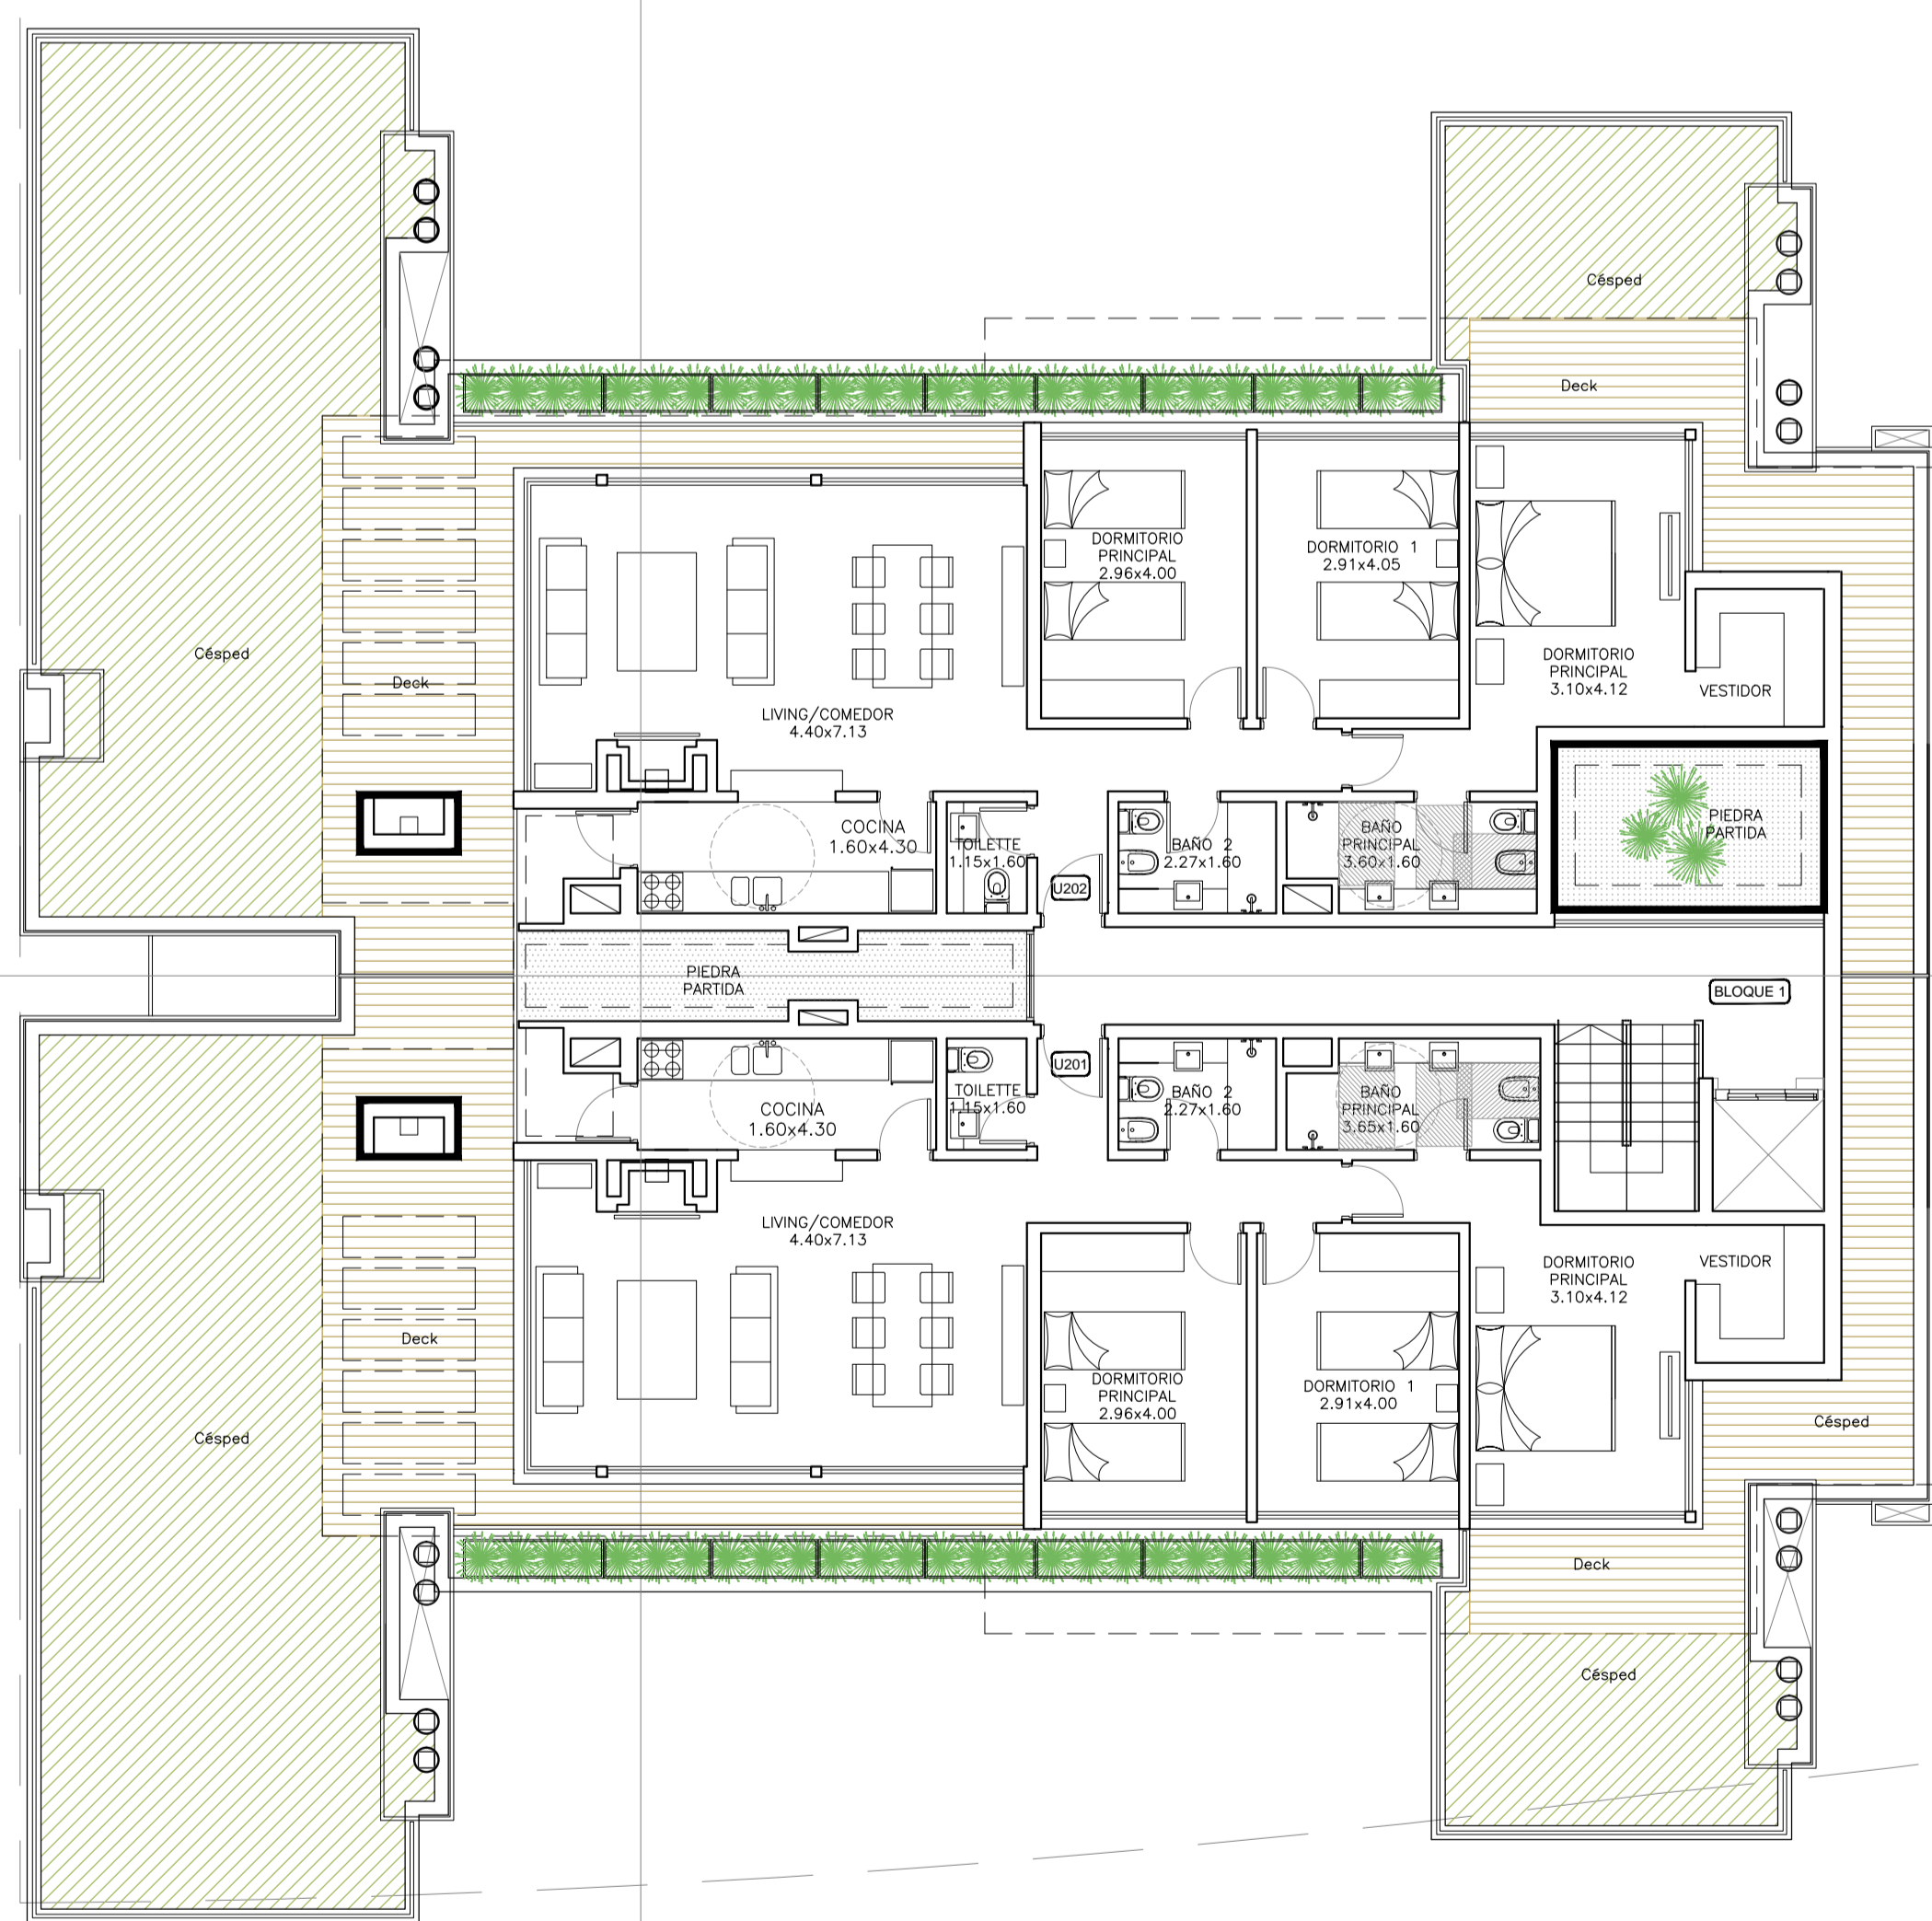 Césped
Deck
Césped
Deck
DORMITORIO
PRINCIPAL
2.96x4.00
DORMITORIO 1
2.91x4.05
DORMITORIO
PRINCIPAL
3.10x4.12
VESTIDOR
LIVING/COMEDOR
4.40x7.13
COCINA
1.60x4.30
TOILETTE
1.15x1.60
U202
BAÑO 2
2.27x1.60
BAÑO
PRINCIPAL
3.60x1.60
PIEDRA
PARTIDA
PIEDRA
PARTIDA
BLOQUE 1
U201
COCINA
1.60x4.30
TOILETTE
1.15x1.60
BAÑO 2
2.27x1.60
BAÑO
PRINCIPAL
3.65x1.60
LIVING/COMEDOR
4.40x7.13
DORMITORIO
PRINCIPAL
3.10x4.12
VESTIDOR
Deck
DORMITORIO
PRINCIPAL
2.96x4.00
DORMITORIO 1
2.91x4.00
Césped
Césped
Deck
Césped